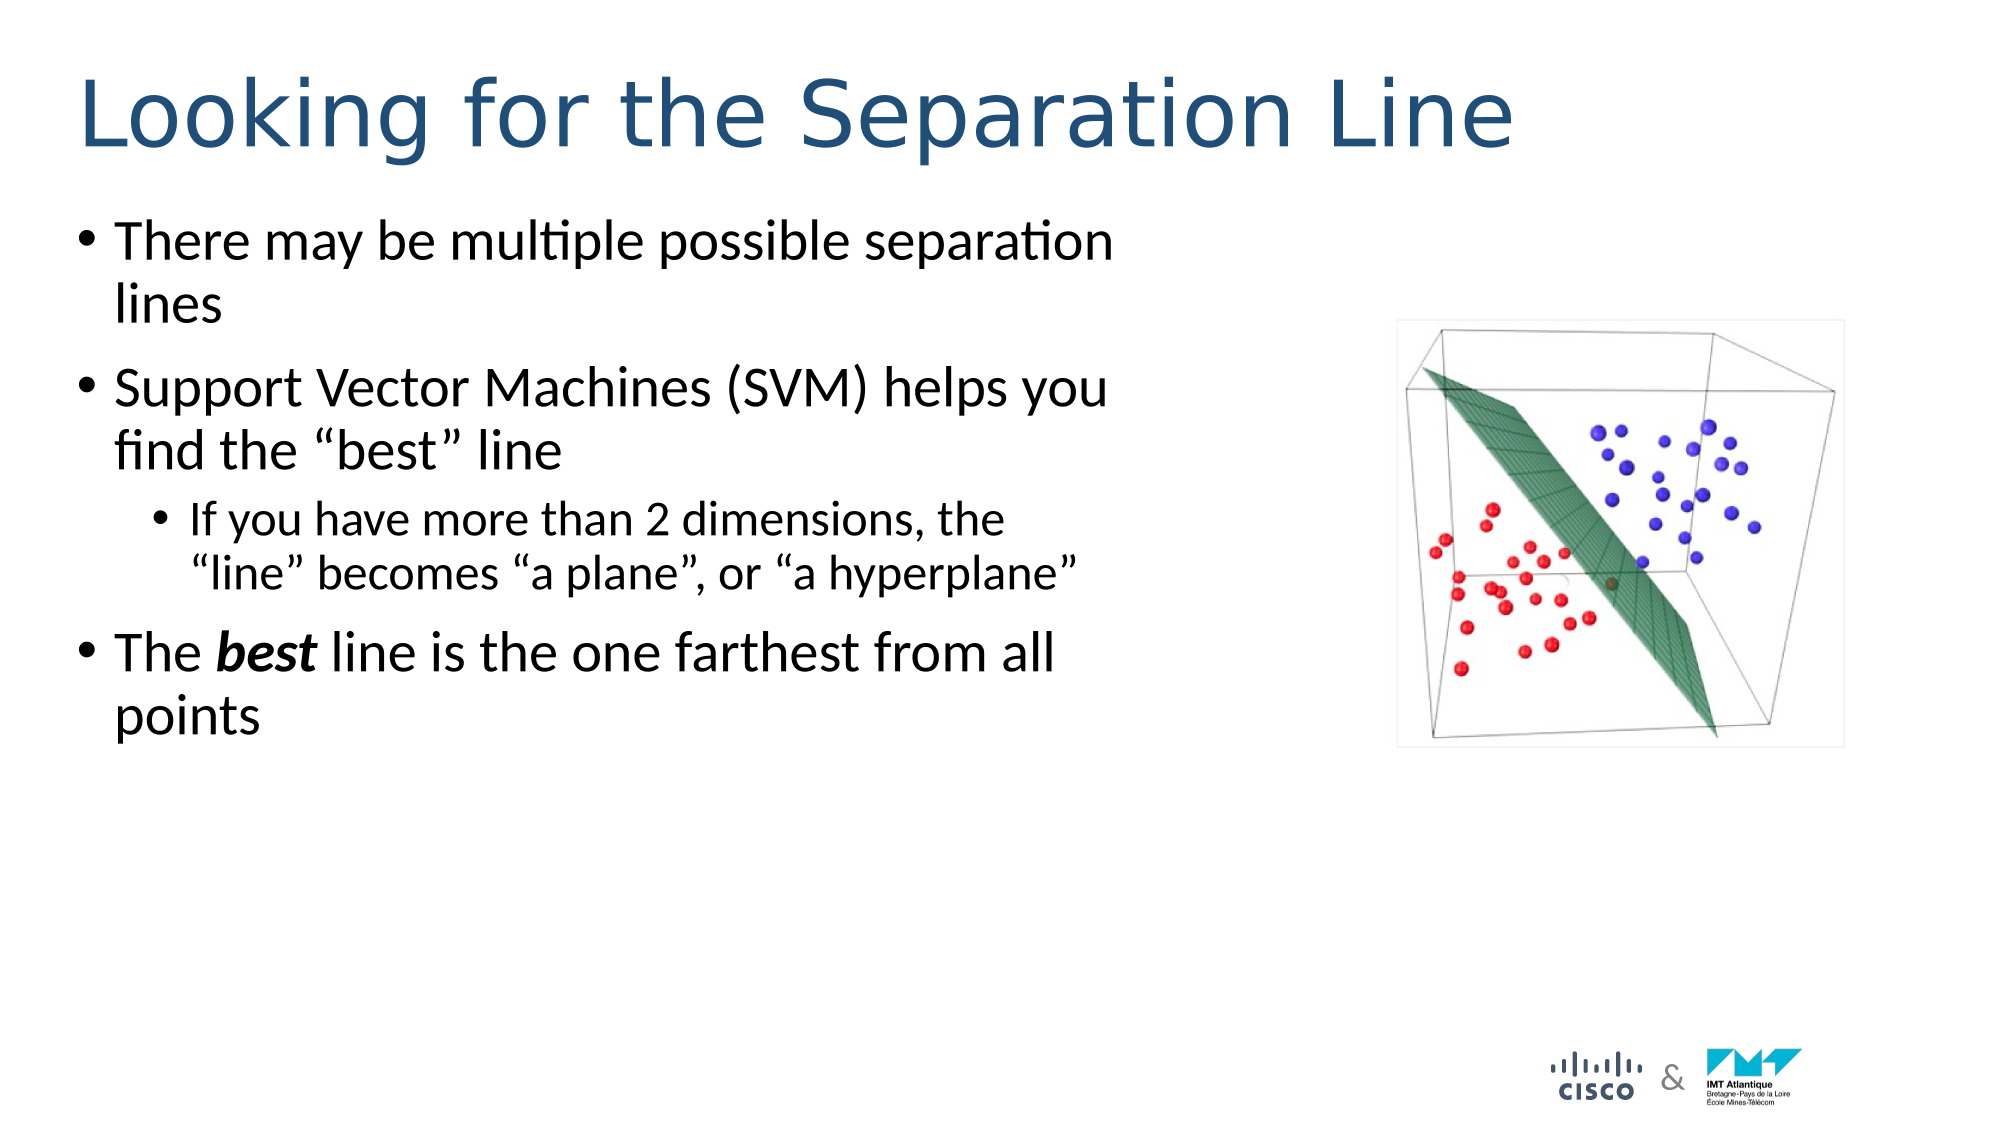 Looking for the Separation Line
• There may be multiple possible separation
lines
• Support Vector Machines (SVM) helps you
find the “best” line
• If you have more than 2 dimensions, the
“line” becomes “a plane”, or “a hyperplane”
• The best line is the one farthest from all
points
CISCO
&
IMT Atlantique
Bretagne-Pays de la Loire
École Mines-Télécom